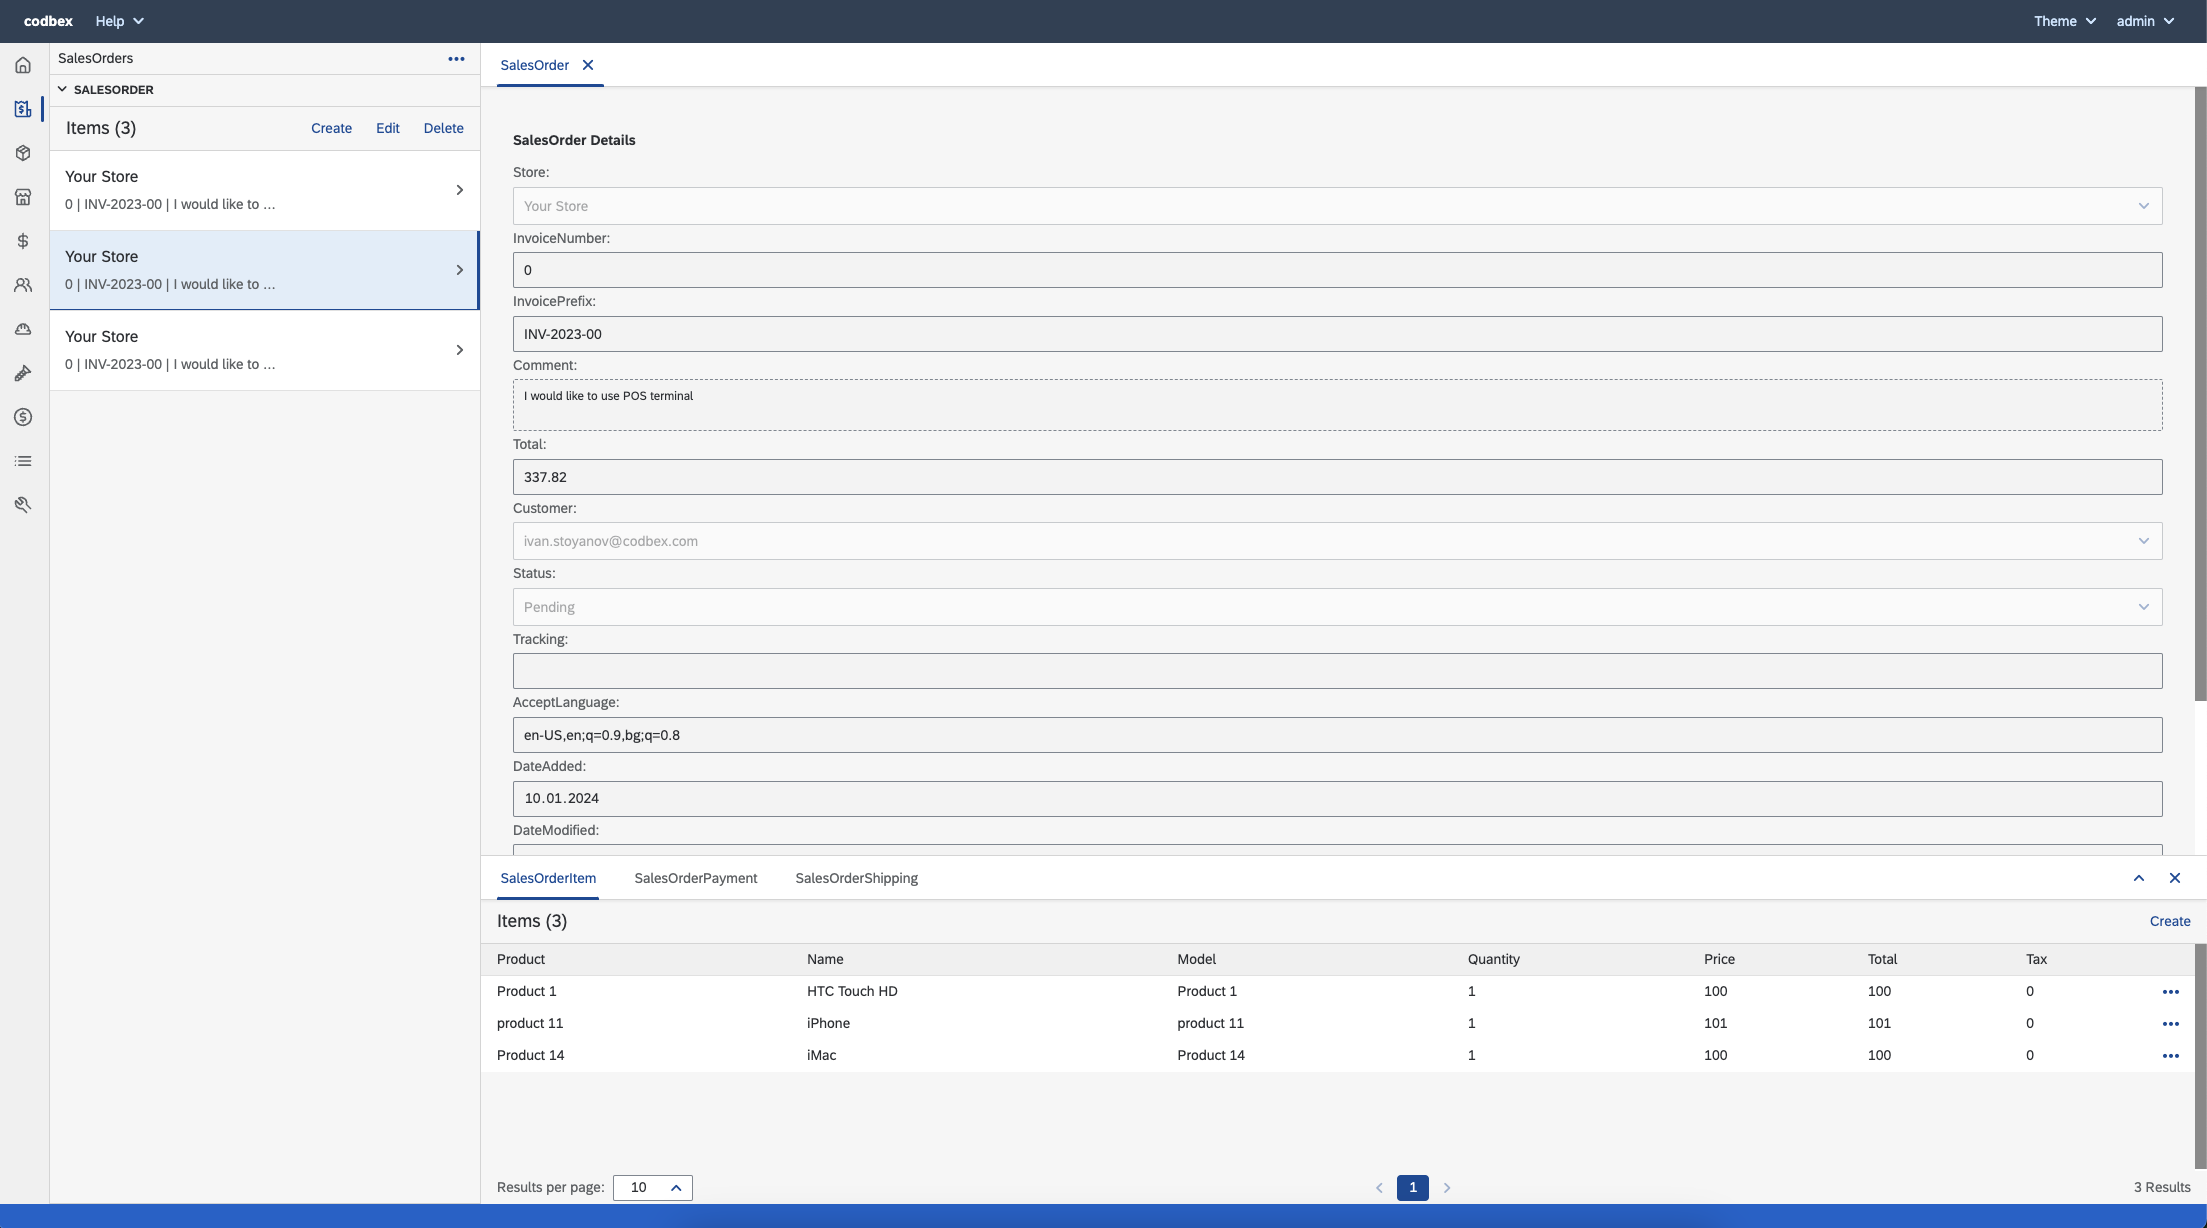 codbex Help Theme admin
SalesOrders
SALESORDER
Items (3) Create Edit Delete
Your Store
0 | INV-2023-00 | I would like to ...
Your Store
0 | INV-2023-00 | I would like to ...
Your Store
0 | INV-2023-00 | I would like to ...
SalesOrder
SalesOrder Details
Store:
Your Store
InvoiceNumber:
0
InvoicePrefix:
INV-2023-00
Comment:
I would like to use POS terminal
Total:
337.82
Customer:
ivan.stoyanov@codbex.com
Status:
Pending
Tracking:
AcceptLanguage:
en-US,en;q=0.9,bg;q=0.8
DateAdded:
10.01.2024
DateModified:
SalesOrderItem SalesOrderPayment SalesOrderShipping
Items (3) Create
Product Name Model Quantity Price Total Tax
Product 1 HTC Touch HD Product 1 1 100 100 0
product 11 iPhone product 11 1 101 101 0
Product 14 iMac Product 14 1 100 100 0
Results per page: 10 1 3 Results